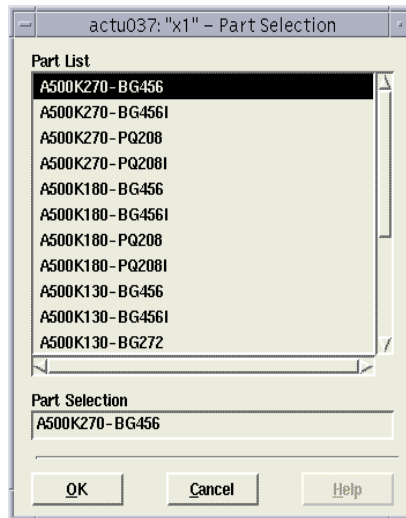 actu037: "x1" – Part Selection
Part List
A500K270-BG456
A500K270-BG456I
A500K270-PQ208
A500K270-PQ208I
A500K180-BG456
A500K180-BG456I
A500K180-PQ208
A500K180-PQ208I
A500K130-BG456
A500K130-BG456I
A500K130-BG272
Part Selection
A500K270-BG456
OK Cancel Help